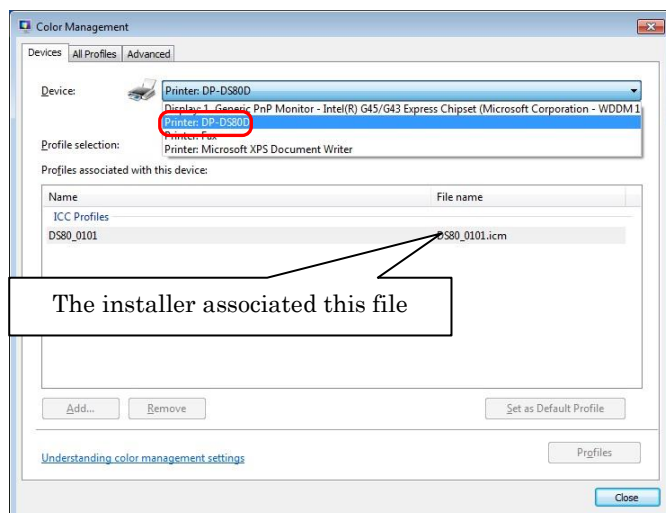 Color Management
Devices All Profiles Advanced
Device: Printer: DP-DS80D
Display: 1. Generic PnP Monitor - Intel(R) G45/G43 Express Chipset (Microsoft Corporation - WDDM 1
Printer: DP-DS80D
Printer: Fax
Profile selection: Printer: Microsoft XPS Document Writer
Profiles associated with this device:
Name File name
ICC Profiles
DS80_0101 DS80_0101.icm
The installer associated this file
Add... Remove Set as Default Profile
Understanding color management settings Profiles
Close